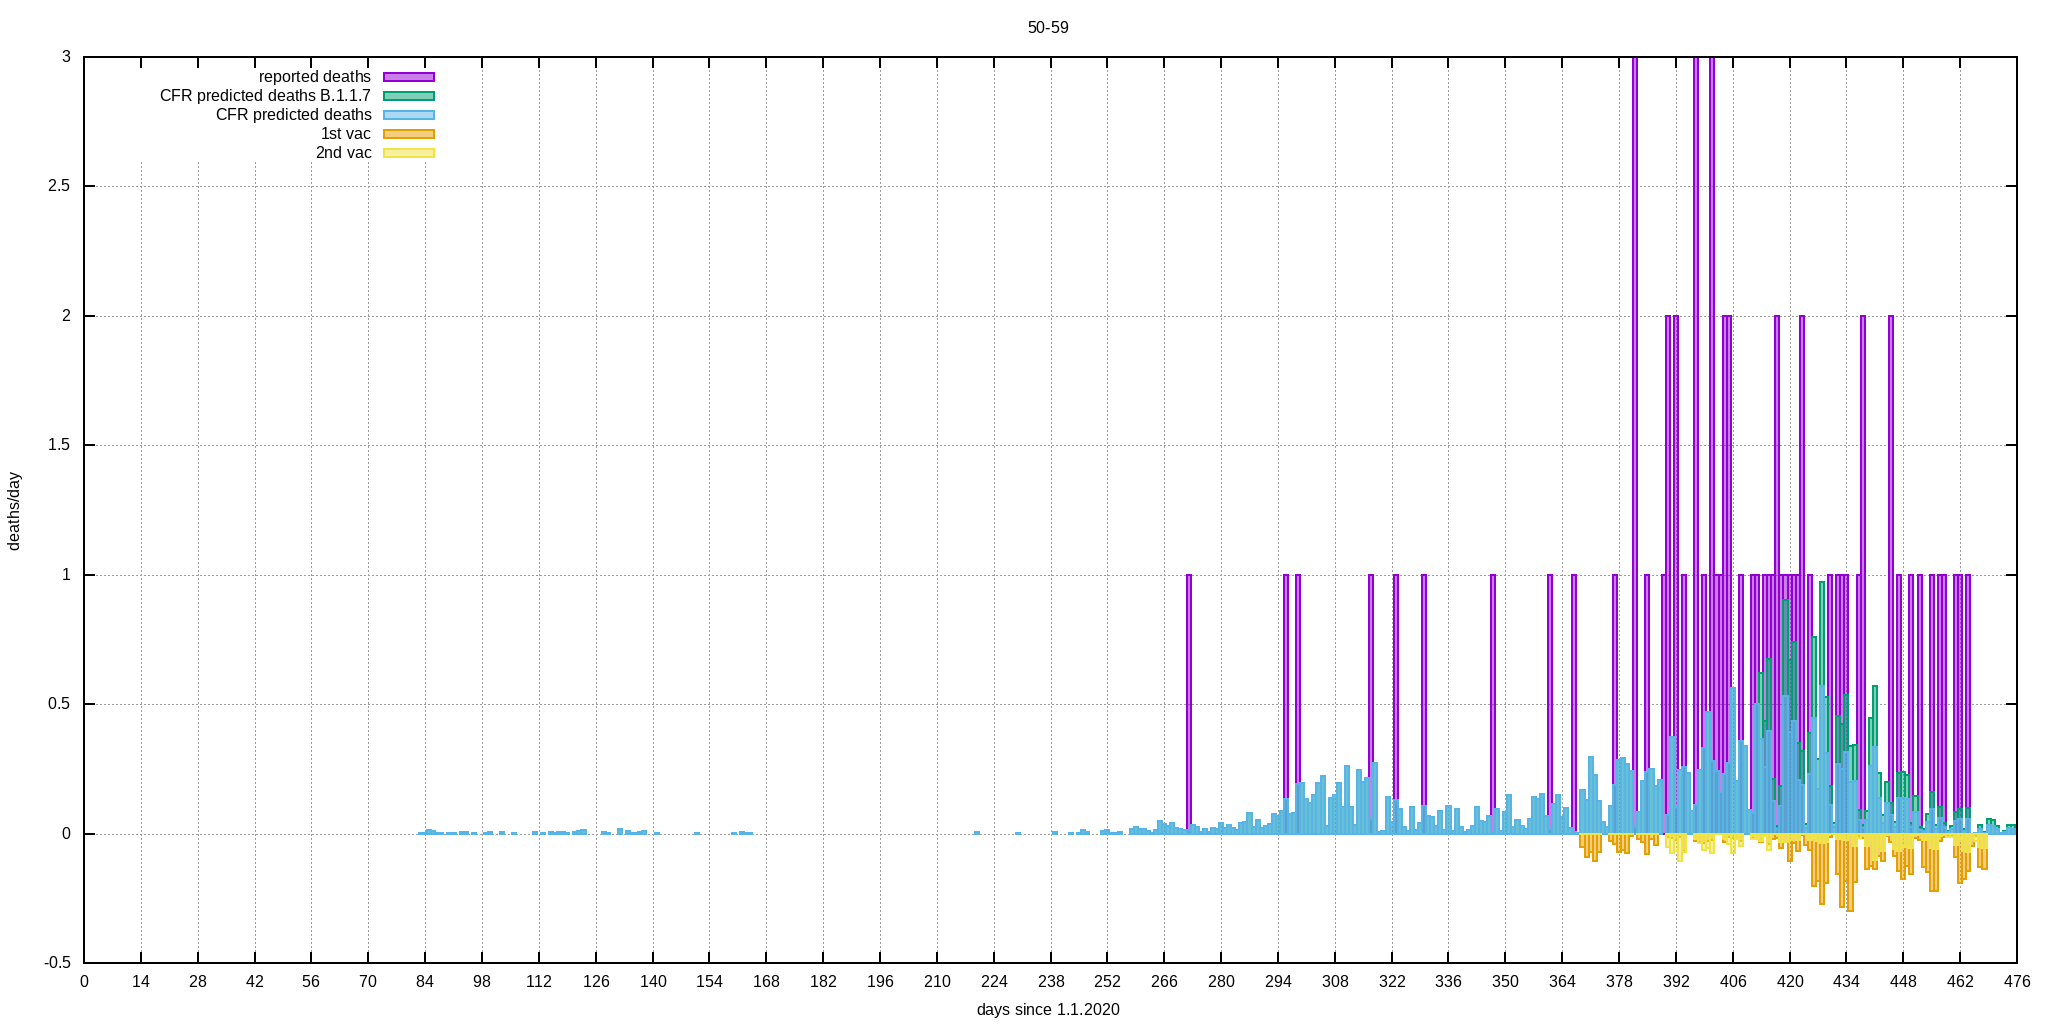 50-59
reported deaths
CFR predicted deaths B.1.1.7
CFR predicted deaths
1st vac
2nd vac
3
2.5
2
1.5
1
0.5
0
-0.5
deaths/day
0 14 28 42 56 70 84 98 112 126 140 154 168 182 196 210 224 238 252 266 280 294 308 322 336 350 364 378 392 406 420 434 448 462 476
days since 1.1.2020